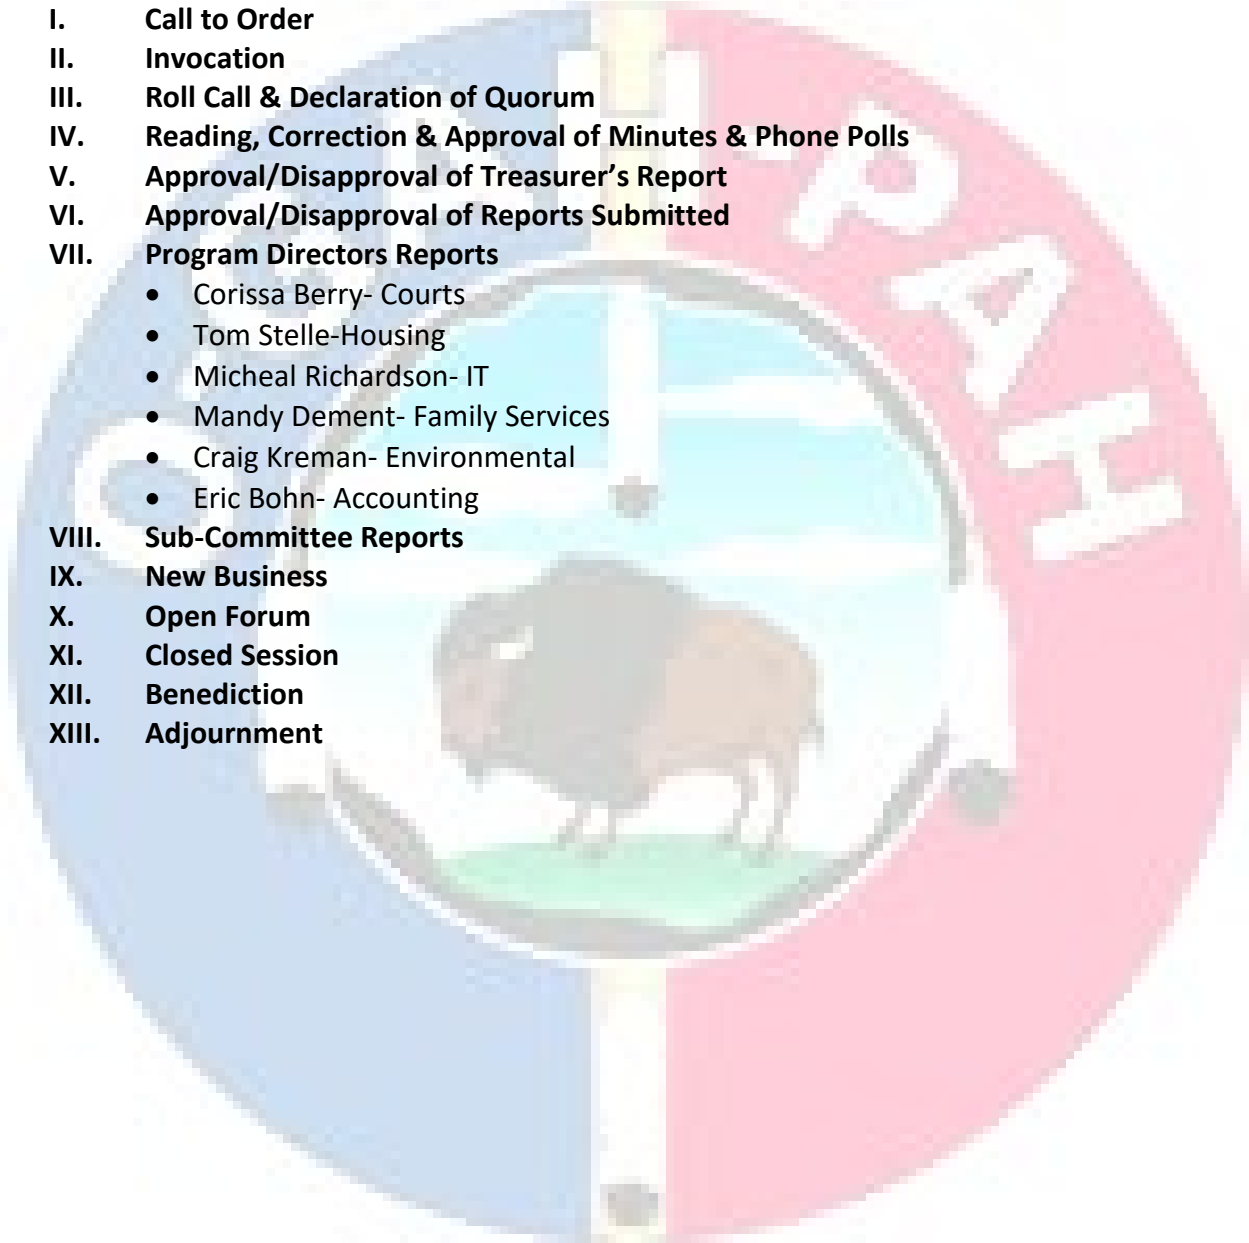 I. Call to Order
II. Invocation
III. Roll Call & Declaration of Quorum
IV. Reading, Correction & Approval of Minutes & Phone Polls
V. Approval/Disapproval of Treasurer’s Report
VI. Approval/Disapproval of Reports Submitted
VII. Program Directors Reports
• Corissa Berry- Courts
• Tom Stelle-Housing
• Micheal Richardson- IT
• Mandy Dement- Family Services
• Craig Kreman- Environmental
• Eric Bohn- Accounting
VIII. Sub-Committee Reports
IX. New Business
X. Open Forum
XI. Closed Session
XII. Benediction
XIII. Adjournment
O-GAH-PAH